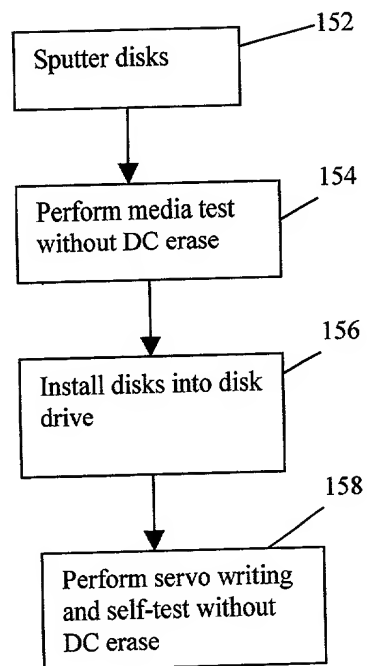 152
Sputter disks
154
Perform media test
without DC erase
156
Install disks into disk
drive
158
Perform servo writing
and self-test without
DC erase